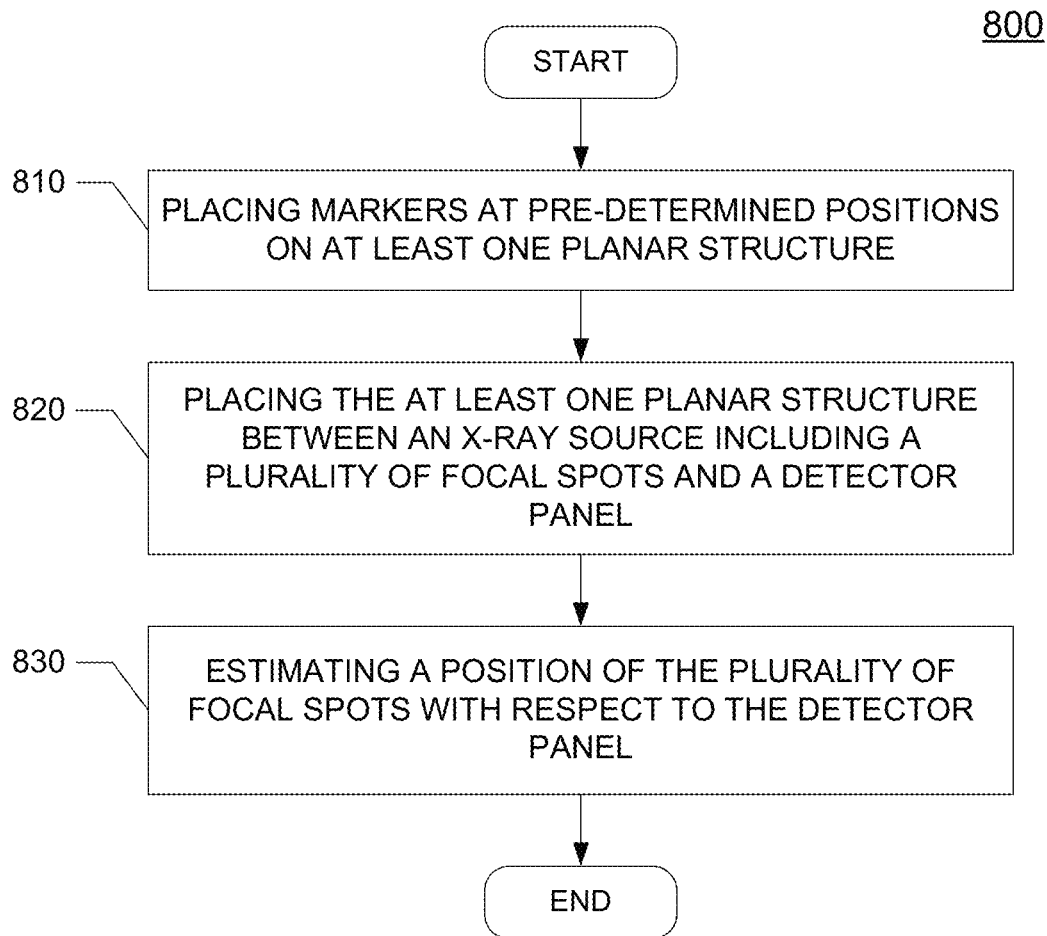 800
START
810
PLACING MARKERS AT PRE-DETERMINED POSITIONS
ON AT LEAST ONE PLANAR STRUCTURE
820
PLACING THE AT LEAST ONE PLANAR STRUCTURE
BETWEEN AN X-RAY SOURCE INCLUDING A
PLURALITY OF FOCAL SPOTS AND A DETECTOR
PANEL
830
ESTIMATING A POSITION OF THE PLURALITY OF
FOCAL SPOTS WITH RESPECT TO THE DETECTOR
PANEL
END